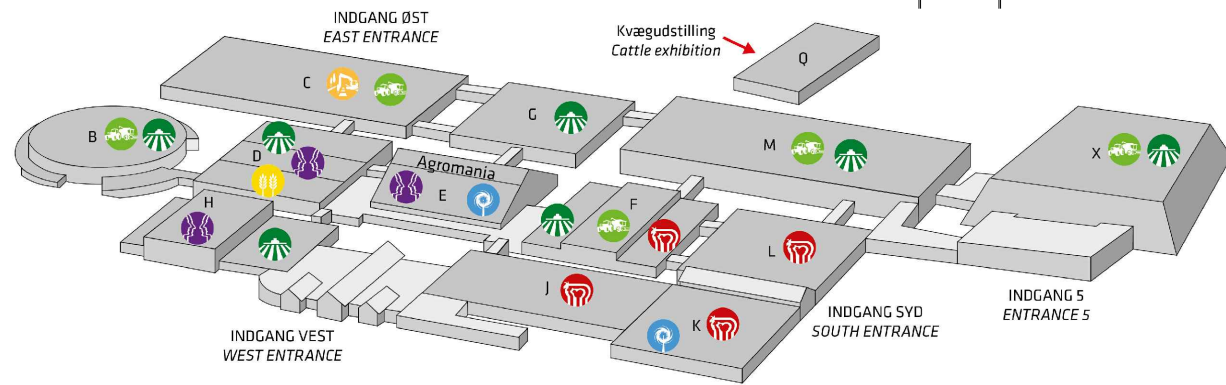 INDGANG ØST
EAST ENTRANCE
Kvægudstilling
Cattle exhibition
Q
C
G
B
M
X
D
Agromania
E
H
F
L
J
K
INDGANG VEST
WEST ENTRANCE
INDGANG SYD
SOUTH ENTRANCE
INDGANG 5
ENTRANCE 5